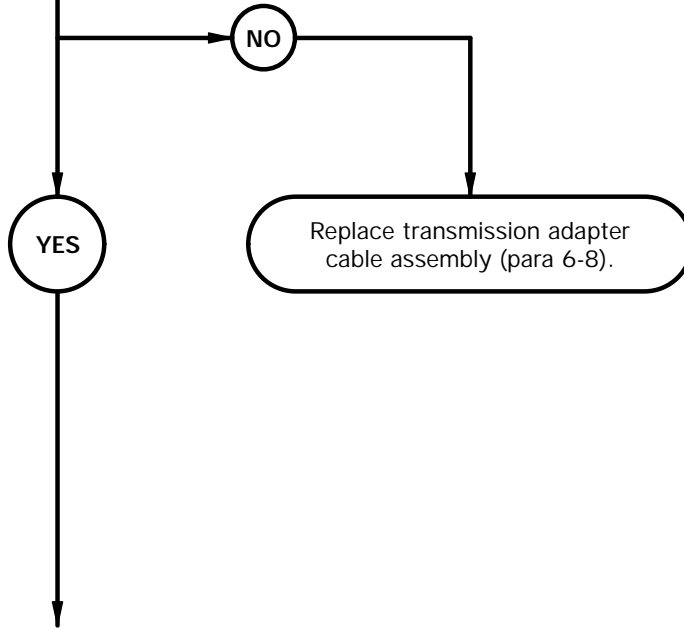 NO
YES
Replace transmission adapter
cable assembly (para 6-8).